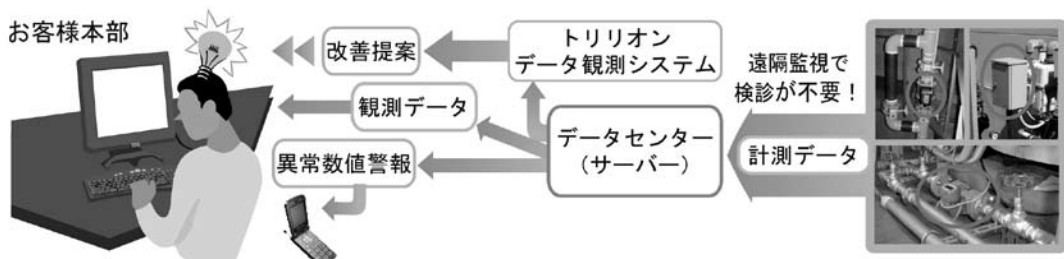 お客様本部
改善提案
トリリオン
データ観測システム
遠隔監視で
検診が不要！
観測データ
データセンター
（サーバー）
計測データ
異常数値警報